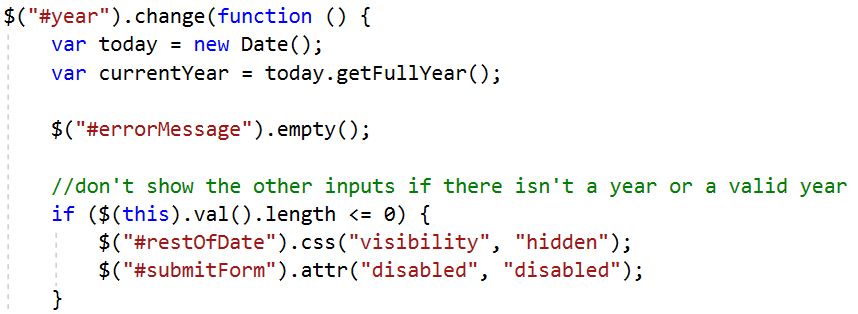 $("#year").change(function () {
    var today = new Date();
    var currentYear = today.getFullYear();
    $("#errorMessage").empty();
    //don't show the other inputs if there isn't a year or a valid year
    if ($(this).val().length <= 0) {
        $("#restOfDate").css("visibility", "hidden");
        $("#submitForm").attr("disabled", "disabled");
    }